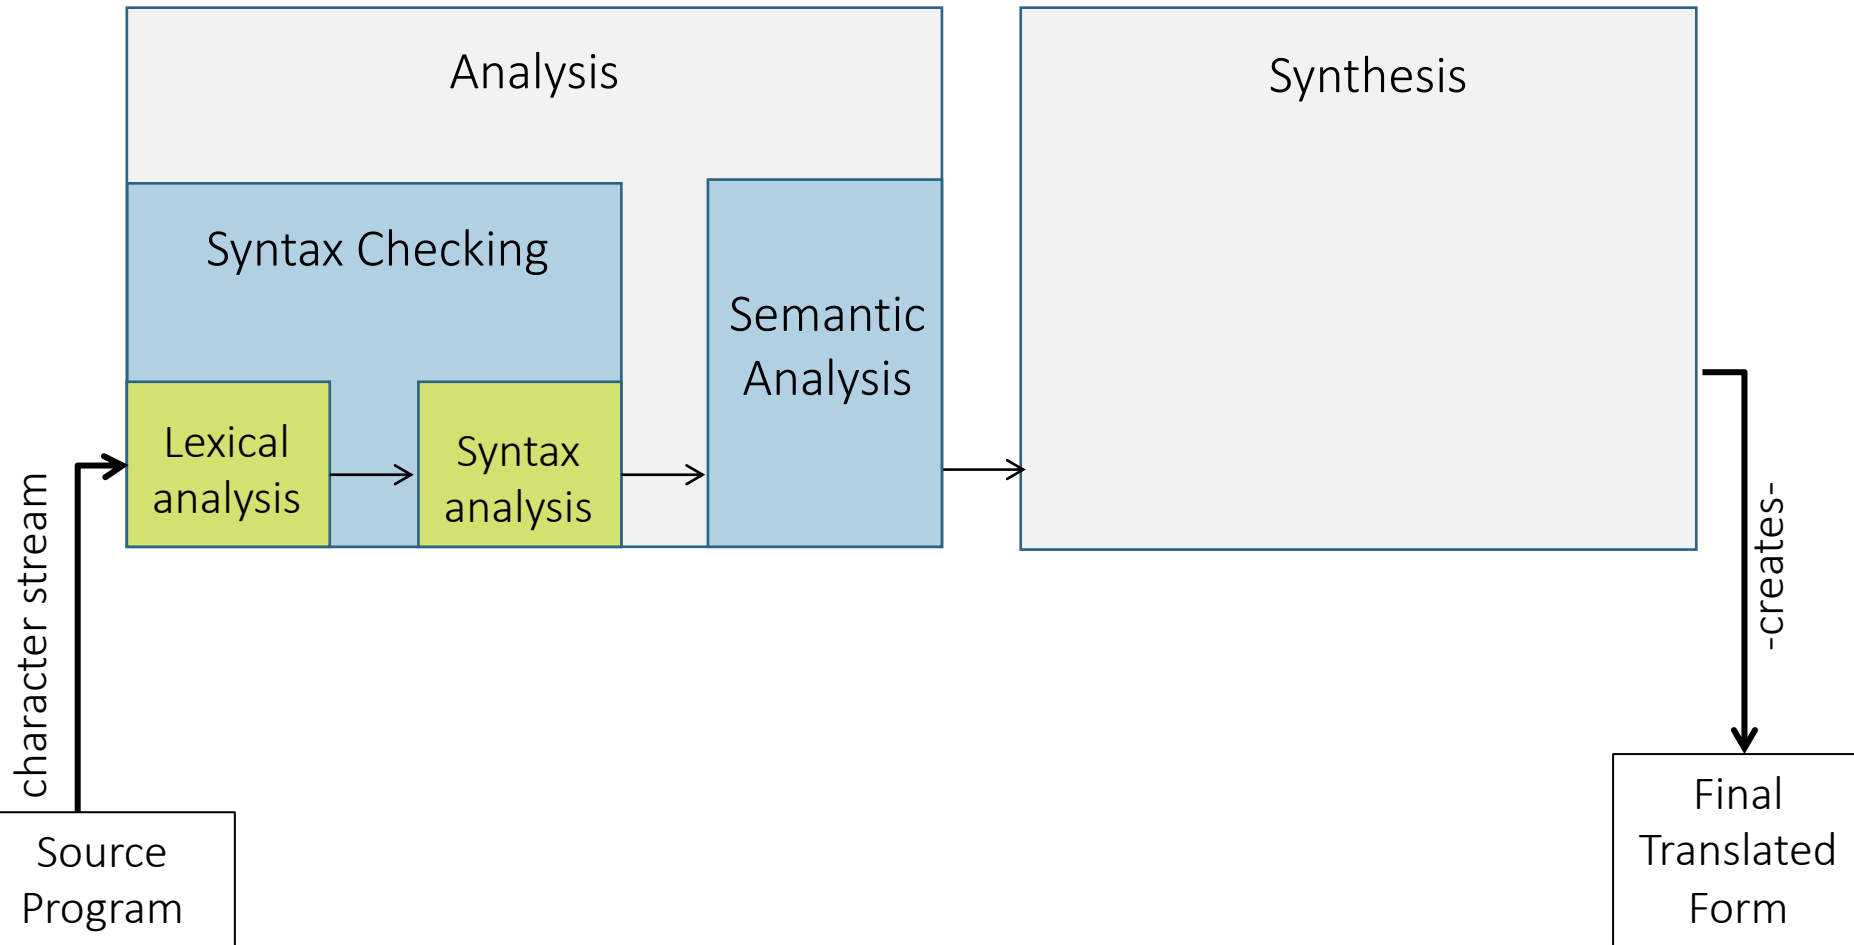 Analysis
Synthesis
Syntax Checking
Semantic
Analysis
Lexical
analysis
Syntax
analysis
character stream
-creates-
Source
Program
Final
Translated
Form